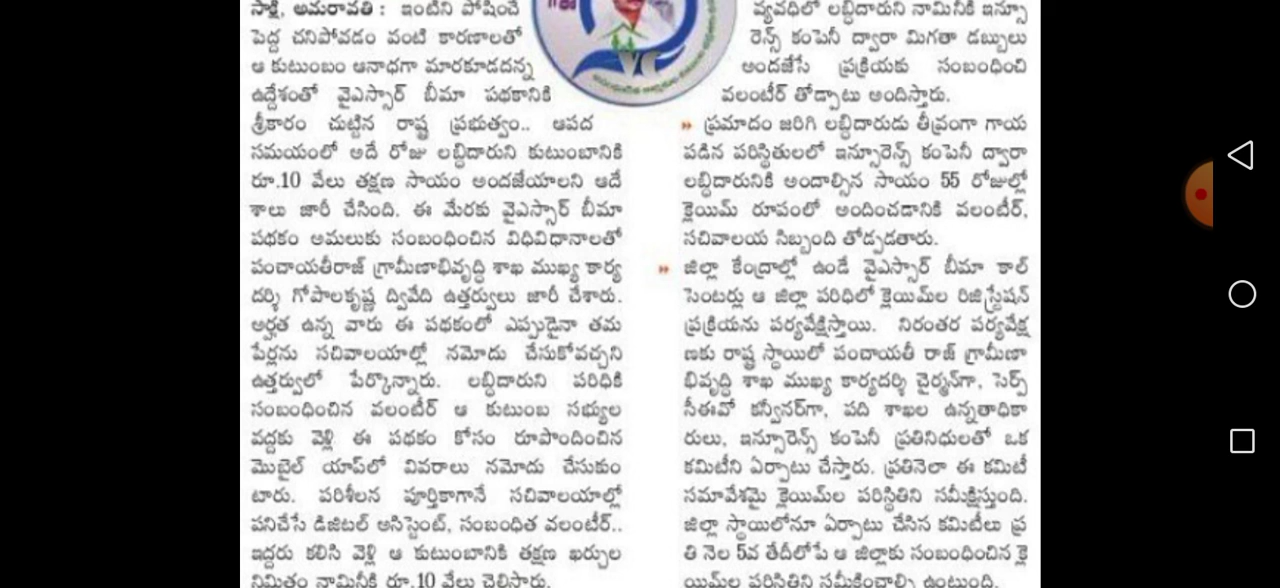 సాక్షి, అమరావతి : ఇంటిని పోషించే
పెద్ద చనిపోవడం వంటి కారణాలతో
ఆ కుటుంబం ఆనాథగా మారకూడదన్న
ఉద్దేశంతో వైఎస్సార్ బీమా పథకానికి
శ్రీకారం చుట్టిన రాష్ట్ర ప్రభుత్వం.. ఆపద
సమయంలో అదే రోజు లబ్ధిదారుని కుటుంబానికి
రూ.10 వేలు తక్షణ సాయం అందజేయాలని ఆదే
శాలు జారీ చేసింది. ఈ మేరకు వైఎస్సార్ బీమా
పథకం అమలుకు సంబంధించిన విధివిధానాలతో
పంచాయతీరాజ్ గ్రామీణాభివృద్ధి శాఖ ముఖ్య కార్య
దర్శి గోపాలకృష్ణ ద్వివేది ఉత్తర్వులు జారీ చేశారు.
అర్హత ఉన్న వారు ఈ పథకంలో ఎప్పుడైనా తమ
పేర్లను సచివాలయాల్లో నమోదు చేసుకోవచ్చని
ఉత్తర్వులో పేర్కొన్నారు. లబ్ధిదారుని పరిధికి
సంబంధించిన వలంటీర్ ఆ కుటుంబ సభ్యుల
వద్దకు వెళ్లి ఈ పథకం కోసం రూపొందించిన
మొబైల్ యాప్‌లో వివరాలు నమోదు చేసుకుం
టారు. పరిశీలన పూర్తికాగానే సచివాలయాల్లో
పనిచేసే డిజిటల్ అసిస్టెంట్, సంబంధిత వలంటీర్..
ఇద్దరు కలిసి వెళ్లి ఆ కుటుంబానికి తక్షణ ఖర్చుల
నిమిత్తం నామినీకి రూ.10 వేలు చెల్లిస్తారు.
వ్యవధిలో లబ్ధిదారుని నామినీకి ఇన్సూ
రెన్స్ కంపెనీ ద్వారా మిగతా డబ్బులు
అందజేసే ప్రక్రియకు సంబంధించి
వలంటీర్ తోడ్పాటు అందిస్తారు.
» ప్రమాదం జరిగి లబ్ధిదారుడు తీవ్రంగా గాయ
పడిన పరిస్థితులలో ఇన్సూరెన్స్ కంపెనీ ద్వారా
లబ్ధిదారునికి అందాల్సిన సాయం 55 రోజుల్లో
క్లెయిమ్ రూపంలో అందించడానికి వలంటీర్,
సచివాలయ సిబ్బంది తోడ్పడతారు.
» జిల్లా కేంద్రాల్లో ఉండే వైఎస్సార్ బీమా కాల్
సెంటర్లు ఆ జిల్లా పరిధిలో క్లెయిమ్‌ల రిజిస్ట్రేషన్
ప్రక్రియను పర్యవేక్షిస్తాయి. నిరంతర పర్యవేక్ష
ణకు రాష్ట్ర స్థాయిలో పంచాయతీ రాజ్ గ్రామీణా
భివృద్ధి శాఖ ముఖ్య కార్యదర్శి చైర్మన్‌గా, సెర్ప్
సీఈవో కన్వీనర్‌గా, పది శాఖల ఉన్నతాధికా
రులు, ఇన్సూరెన్స్ కంపెనీ ప్రతినిధులతో ఒక
కమిటీని ఏర్పాటు చేస్తారు. ప్రతినెలా ఈ కమిటీ
సమావేశమై క్లెయిమ్‌ల పరిస్థితిని సమీక్షిస్తుంది.
జిల్లా స్థాయిలోనూ ఏర్పాటు చేసిన కమిటీలు ప్ర
తి నెల 5వ తేదీలోపే ఆ జిల్లాకు సంబంధించిన క్లె
యిమ్‌ల పరిస్థితిని సమీక్షించాల్సి ఉంటుంది.